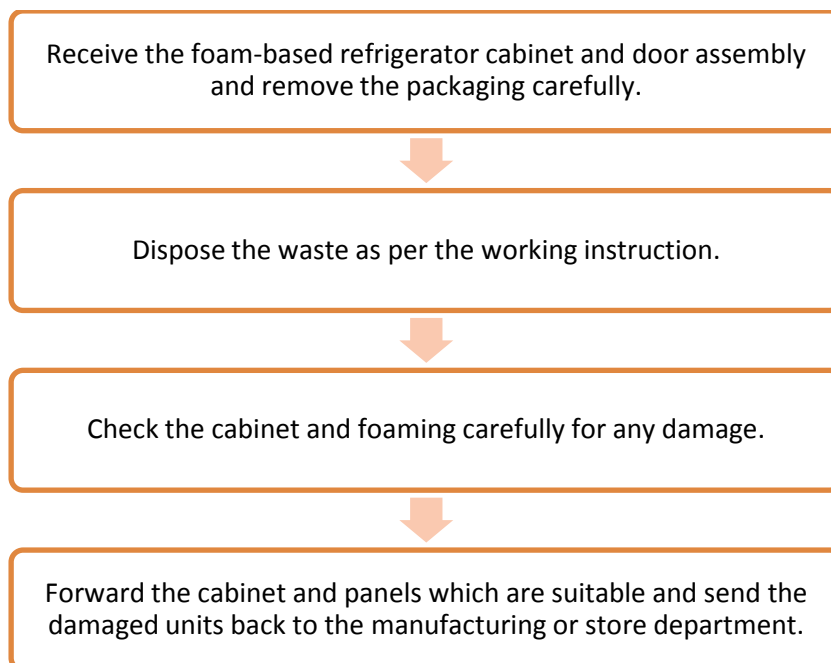 Receive the foam-based refrigerator cabinet and door assembly
and remove the packaging carefully.
Dispose the waste as per the working instruction.
Check the cabinet and foaming carefully for any damage.
Forward the cabinet and panels which are suitable and send the
damaged units back to the manufacturing or store department.